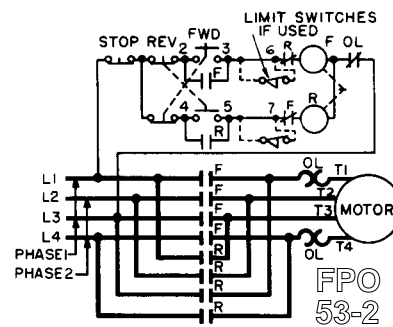 LIMIT SWITCHES
IF USED
STOP REV. 2 FWD 3 6 R F OL
F
4 5 7 F R
R
L1 F OL T1
L2 F T2
L3 F T3 MOTOR
L4 F T4
PHASE1 R OL
PHASE2 R
R
R
FPO
53-2